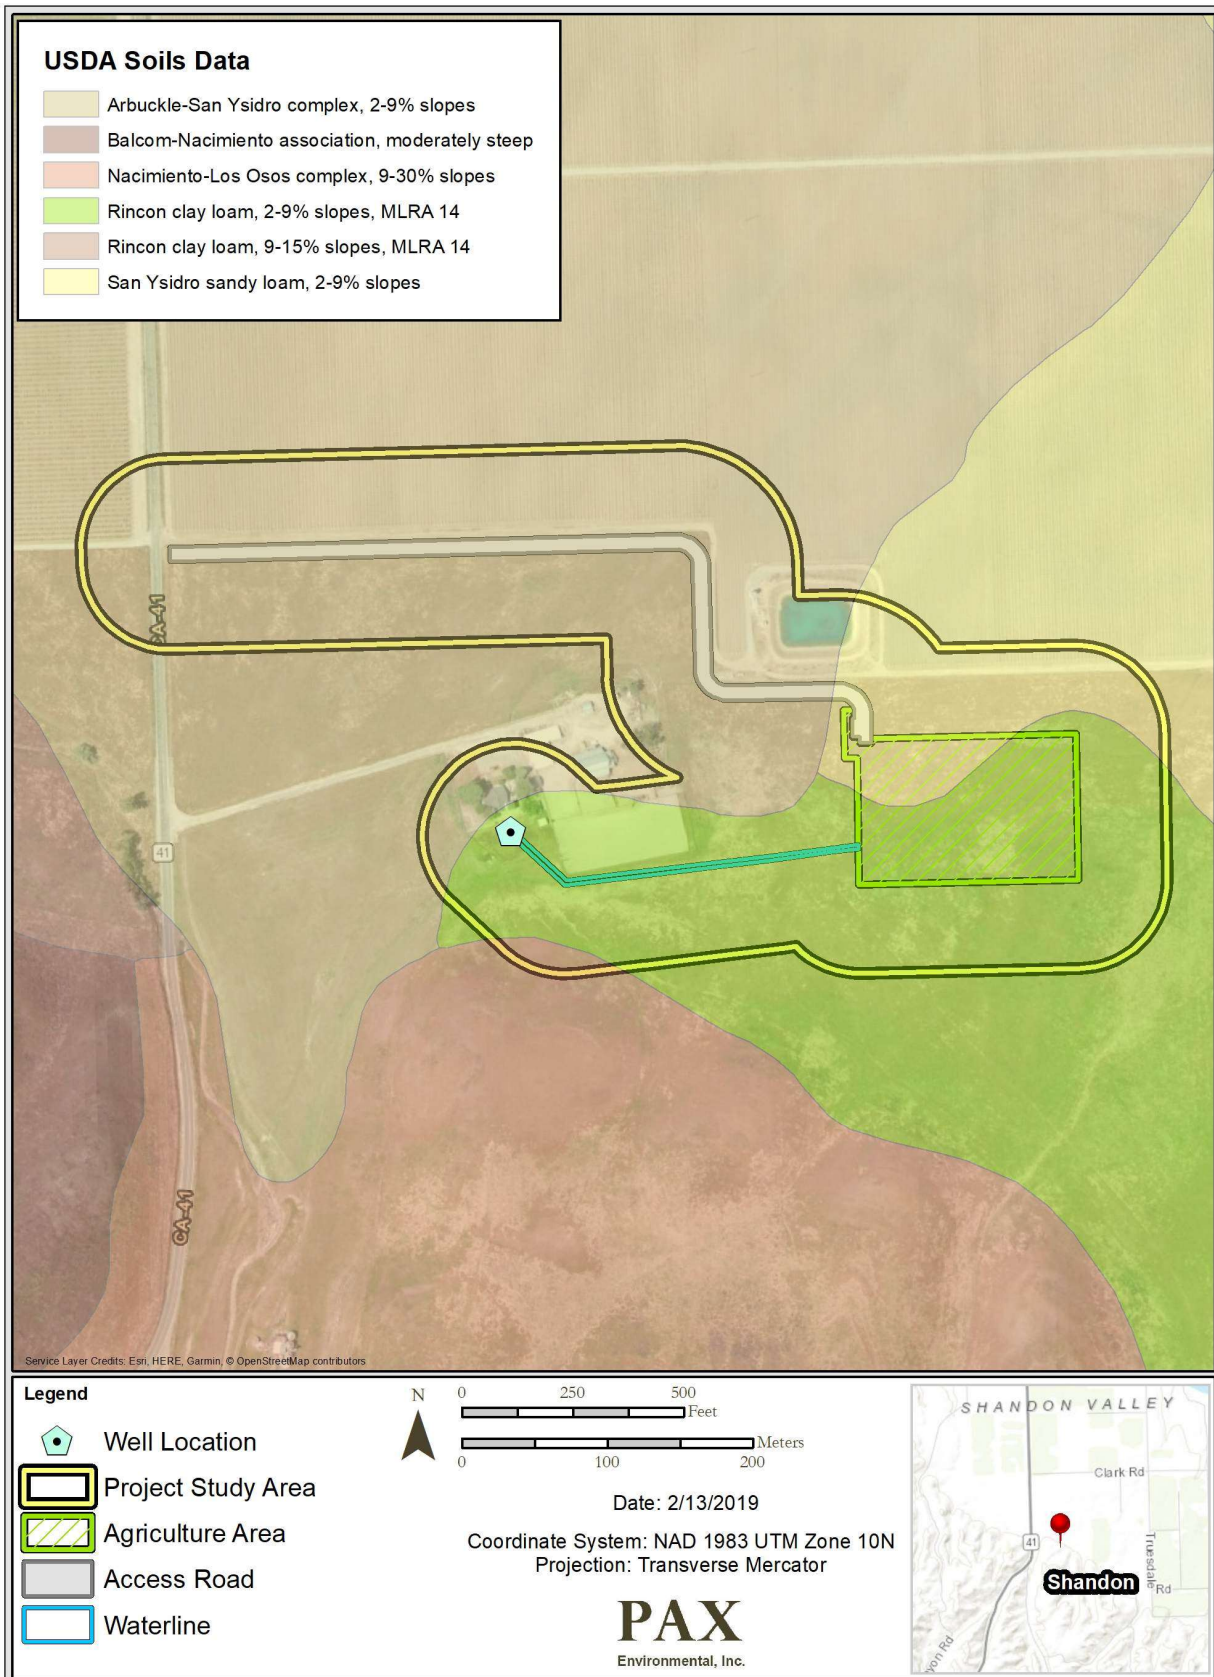 USDA Soils Data
Arbuckle-San Ysidro complex, 2-9% slopes
Balcom-Nacimiento association, moderately steep
Nacimiento-Los Osos complex, 9-30% slopes
Rincon clay loam, 2-9% slopes, MLRA 14
Rincon clay loam, 9-15% slopes, MLRA 14
San Ysidro sandy loam, 2-9% slopes
CA-41
41
CA-41
Service Layer Credits: Esri, HERE, Garmin, © OpenStreetMap contributors
Legend
Well Location
Project Study Area
Agriculture Area
Access Road
Waterline
N
0 250 500
Feet
Meters
0 100 200
Date: 2/13/2019
Coordinate System: NAD 1983 UTM Zone 10N
Projection: Transverse Mercator
PAX
Environmental, Inc.
SHANDON VALLEY
Clark Rd
41
Truesdale
Rd
Shandon
yon Rd